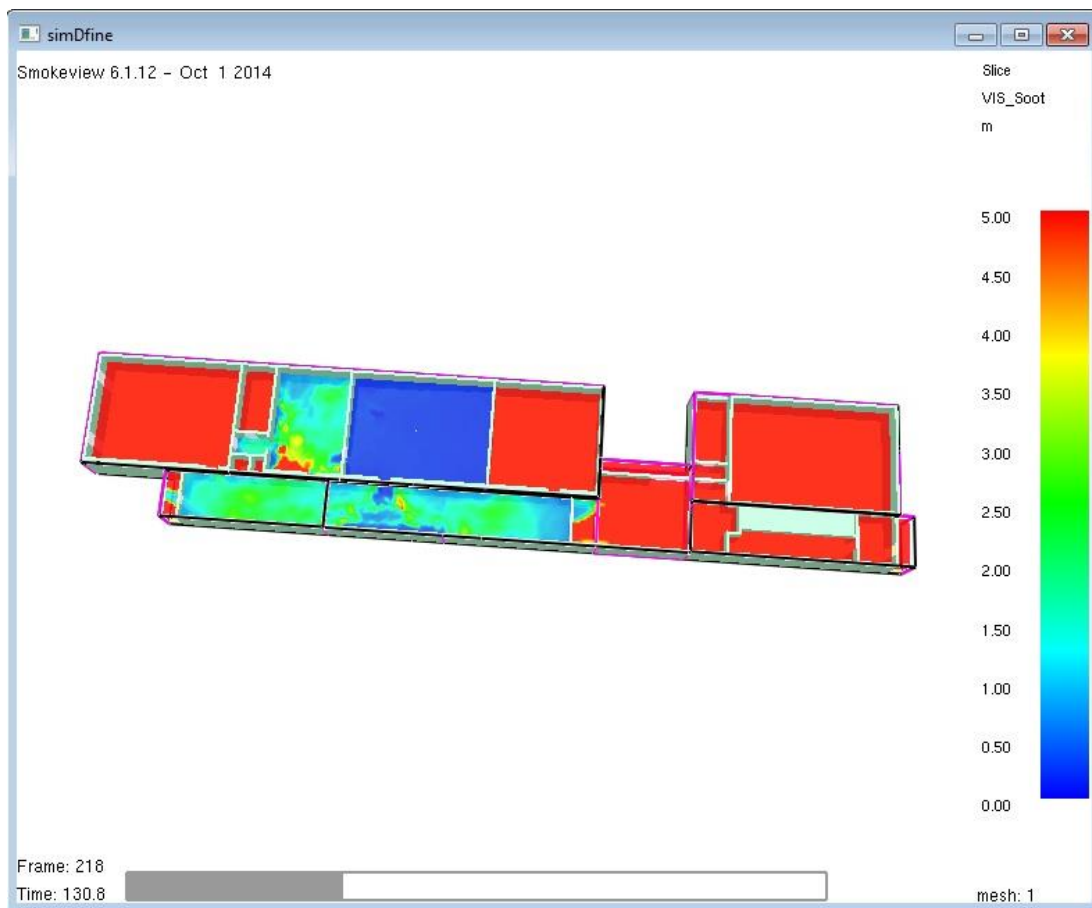 simDfine
Smokeview 6.1.12 - Oct 1 2014
Slice
VIS_Soot
m
5.00
4.50
4.00
3.50
3.00
2.50
2.00
1.50
1.00
0.50
0.00
Frame: 218
Time: 130.8
mesh: 1